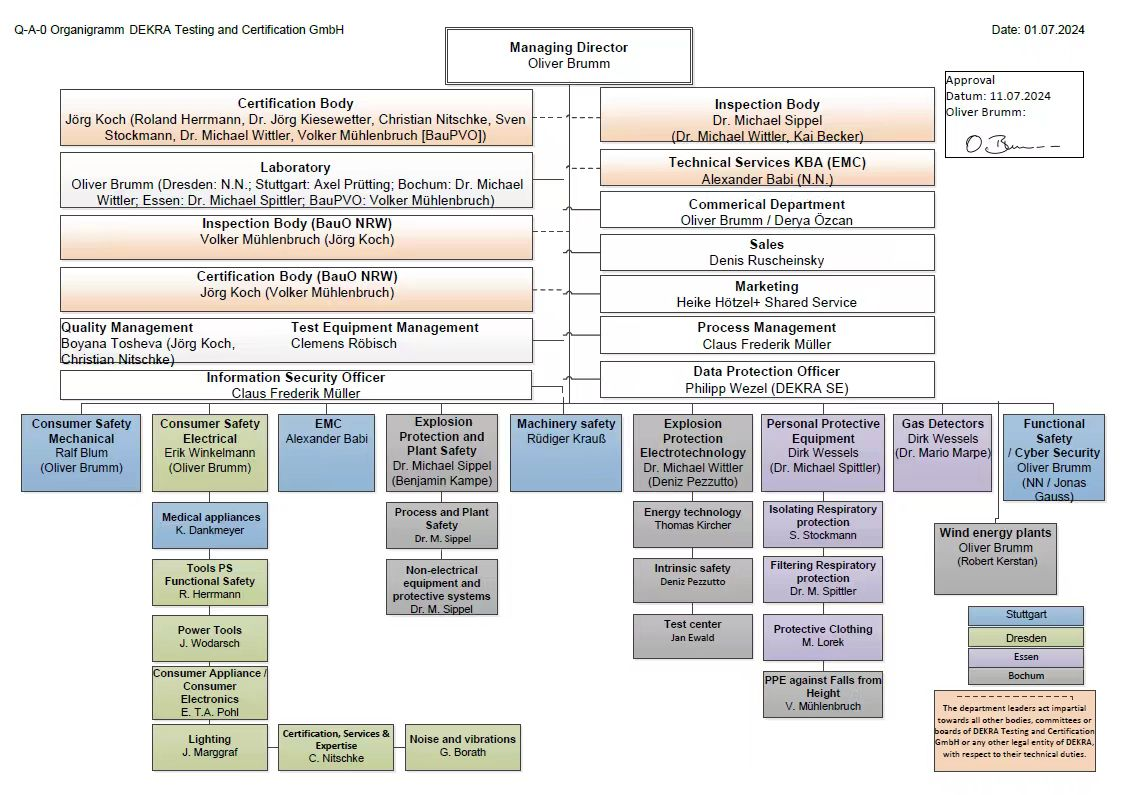 Q-A-0 Organigramm DEKRA Testing and Certification GmbH
Date: 01.07.2024
Managing Director
Oliver Brumm
Approval
Datum: 11.07.2024
Oliver Brumm:
Certification Body
Jörg Koch (Roland Herrmann, Dr. Jörg Kiesewetter, Christian Nitschke, Sven
Stockmann, Dr. Michael Wittler, Volker Mühlenbruch [BauPVO])
Inspection Body
Dr. Michael Sippel
(Dr. Michael Wittler, Kai Becker)
Laboratory
Oliver Brumm (Dresden: N.N.; Stuttgart: Axel Prütting; Bochum: Dr. Michael
Wittler; Essen: Dr. Michael Spittler; BauPVO: Volker Mühlenbruch)
Technical Services KBA (EMC)
Alexander Babi (N.N.)
Commerical Department
Oliver Brumm / Derya Özcan
Inspection Body (BauO NRW)
Volker Mühlenbruch (Jörg Koch)
Sales
Denis Ruscheinsky
Certification Body (BauO NRW)
Jörg Koch (Volker Mühlenbruch)
Marketing
Heike Hötzel+ Shared Service
Quality Management
Boyana Tosheva (Jörg Koch,
Christian Nitschke)
Test Equipment Management
Clemens Röbisch
Process Management
Claus Frederik Müller
Information Security Officer
Claus Frederik Müller
Data Protection Officer
Philipp Wezel (DEKRA SE)
Consumer Safety
Mechanical
Ralf Blum
(Oliver Brumm)
Consumer Safety
Electrical
Erik Winkelmann
(Oliver Brumm)
EMC
Alexander Babi
Explosion
Protection and
Plant Safety
Dr. Michael Sippel
(Benjamin Kampe)
Machinery safety
Rüdiger Krauß
Explosion
Protection
Electrotechnology
Dr. Michael Wittler
(Deniz Pezzutto)
Personal Protective
Equipment
Dirk Wessels
(Dr. Michael Spittler)
Gas Detectors
Dirk Wessels
(Dr. Mario Marpe)
Functional
Safety
/ Cyber Security
Oliver Brumm
(NN / Jonas
Gauss)
Medical appliances
K. Dankmeyer
Tools PS
Functional Safety
R. Herrmann
Power Tools
J. Wodarsch
Consumer Appliance /
Consumer
Electronics
E. T.A. Pohl
Lighting
J. Marggraf
Certification, Services &
Expertise
C. Nitschke
Noise and vibrations
G. Borath
Process and Plant
Safety
Dr. M. Sippel
Non-electrical
equipment and
protective systems
Dr. M. Sippel
Energy technology
Thomas Kircher
Intrinsic safety
Deniz Pezzutto
Test center
Jan Ewald
Isolating Respiratory
protection
S. Stockmann
Filtering Respiratory
protection
Dr. M. Spittler
Protective Clothing
M. Lorek
PPE against Falls from
Height
V. Mühlenbruch
Wind energy plants
Oliver Brumm
(Robert Kerstan)
Stuttgart
Dresden
Essen
Bochum
The department leaders act impartial
towards all other bodies, committees or
boards of DEKRA Testing and Certification
GmbH or any other legal entity of DEKRA,
with respect to their technical duties.